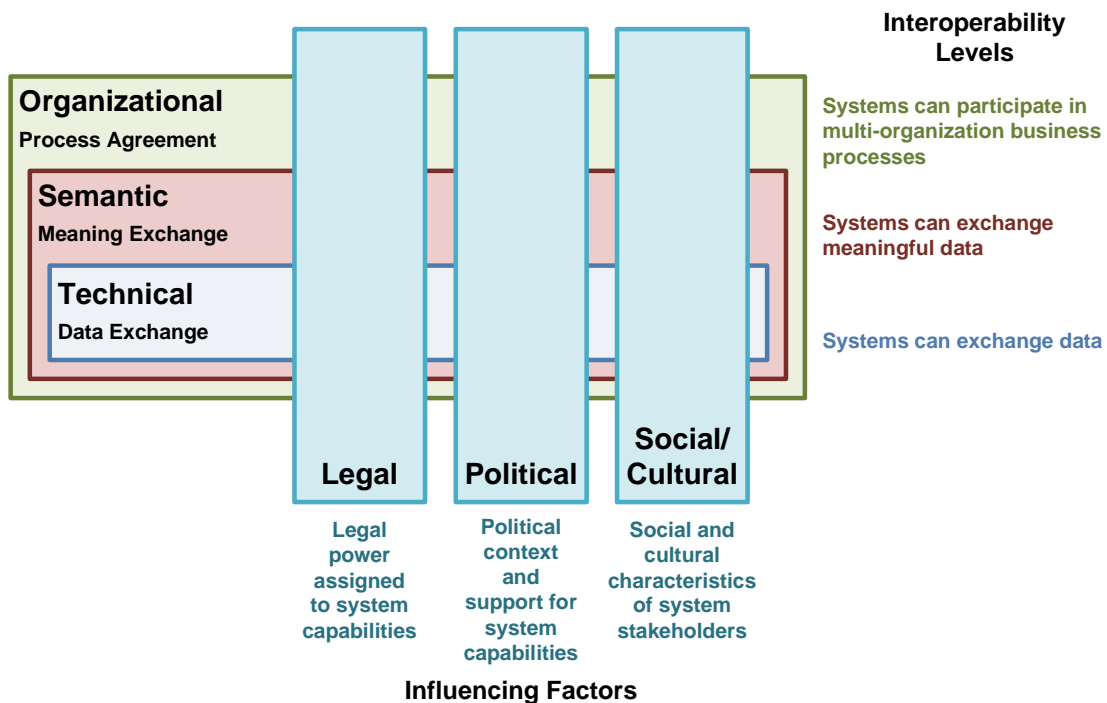 Interoperability
Levels
Organizational
Process Agreement
Systems can participate in
multi-organization business
processes
Semantic
Meaning Exchange
Systems can exchange
meaningful data
Technical
Data Exchange
Systems can exchange data
Legal
Political
Social/
Cultural
Legal
power
assigned
to system
capabilities
Political
context
and
support for
system
capabilities
Social and
cultural
characteristics
of system
stakeholders
Influencing Factors